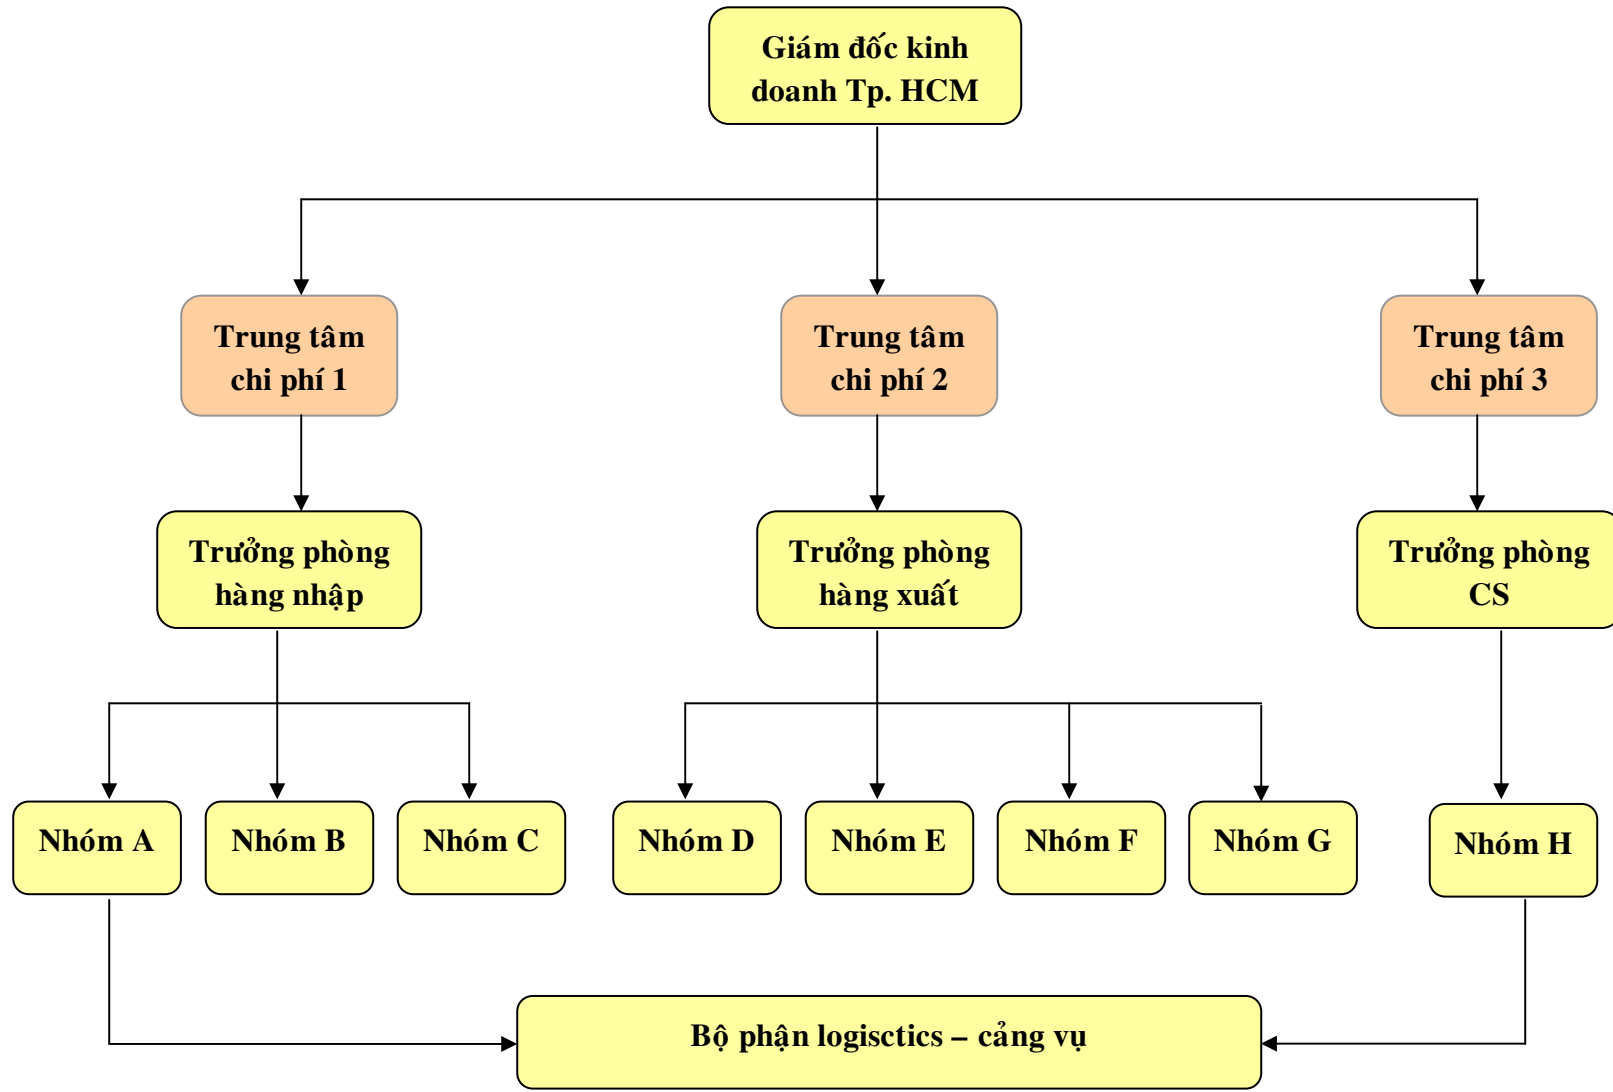 Giám đốc kinh
doanh Tp. HCM
Trung tâm
chi phí 1
Trung tâm
chi phí 2
Trung tâm
chi phí 3
Trưởng phòng
hàng nhập
Trưởng phòng
hàng xuất
Trưởng phòng
CS
Nhóm A
Nhóm B
Nhóm C
Nhóm D
Nhóm E
Nhóm F
Nhóm G
Nhóm H
Bộ phận logisctics – cảng vụ